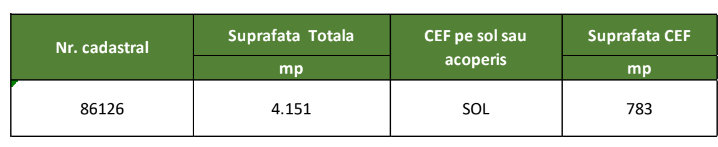 Nr. cadastral
Suprafata Totala
mp
CEF pe sol sau
acoperis
Suprafata CEF
mp
86126
4.151
SOL
783